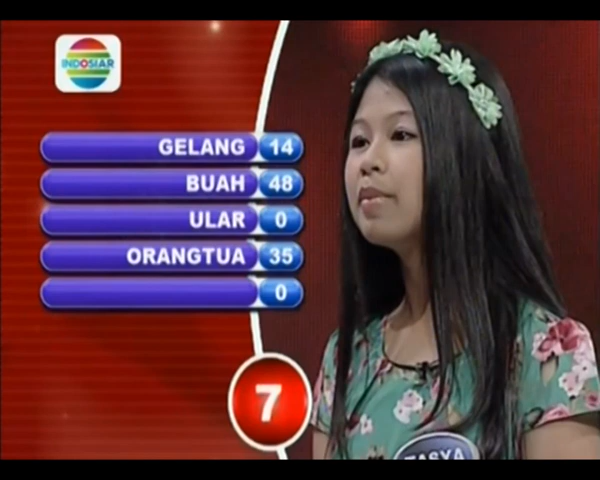 INDOSIAR
GELANG 14
BUAH 48
ULAR 0
ORANGTUA 35
0
7
TASYA